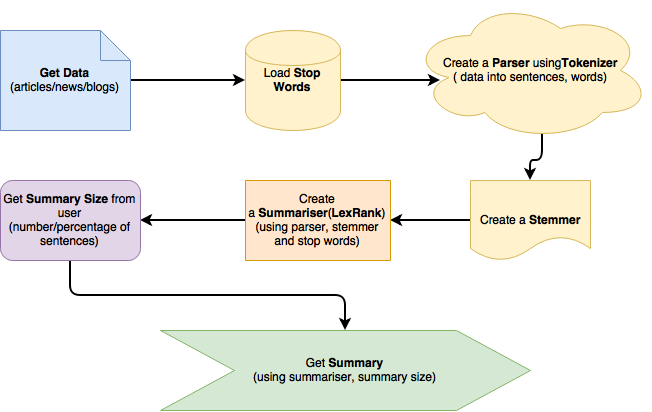 Get Data
(articles/news/blogs)
Load Stop
Words
Create a Parser usingTokenizer
( data into sentences, words)
Create a Stemmer
Create
a Summariser(LexRank)
(using parser, stemmer
and stop words)
Get Summary Size from
user
(number/percentage of
sentences)
Get Summary
(using summariser, summary size)